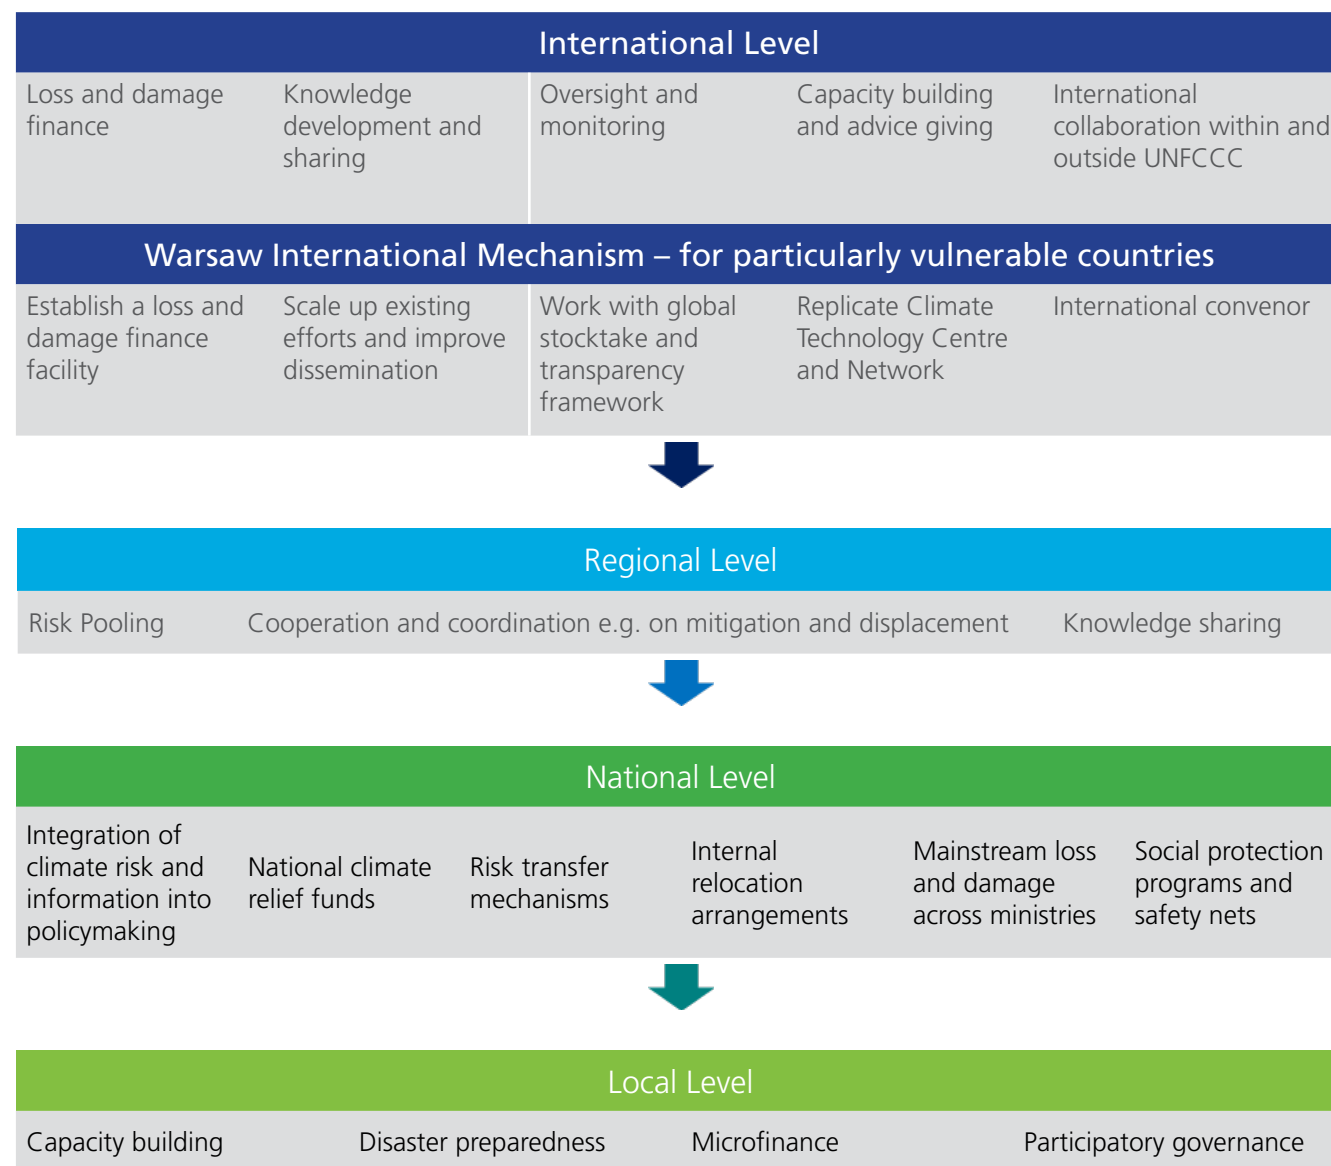 International Level
Loss and damage
finance
Knowledge
development and
sharing
Oversight and
monitoring
Capacity building
and advice giving
International
collaboration within and
outside UNFCCC
Warsaw International Mechanism – for particularly vulnerable countries
Establish a loss and
damage finance
facility
Scale up existing
efforts and improve
dissemination
Work with global
stocktake and
transparency
framework
Replicate Climate
Technology Centre
and Network
International convenor
Regional Level
Risk Pooling
Cooperation and coordination e.g. on mitigation and displacement
Knowledge sharing
National Level
Integration of
climate risk and
information into
policymaking
National climate
relief funds
Risk transfer
mechanisms
Internal
relocation
arrangements
Mainstream loss
and damage
across ministries
Social protection
programs and
safety nets
Local Level
Capacity building
Disaster preparedness
Microfinance
Participatory governance